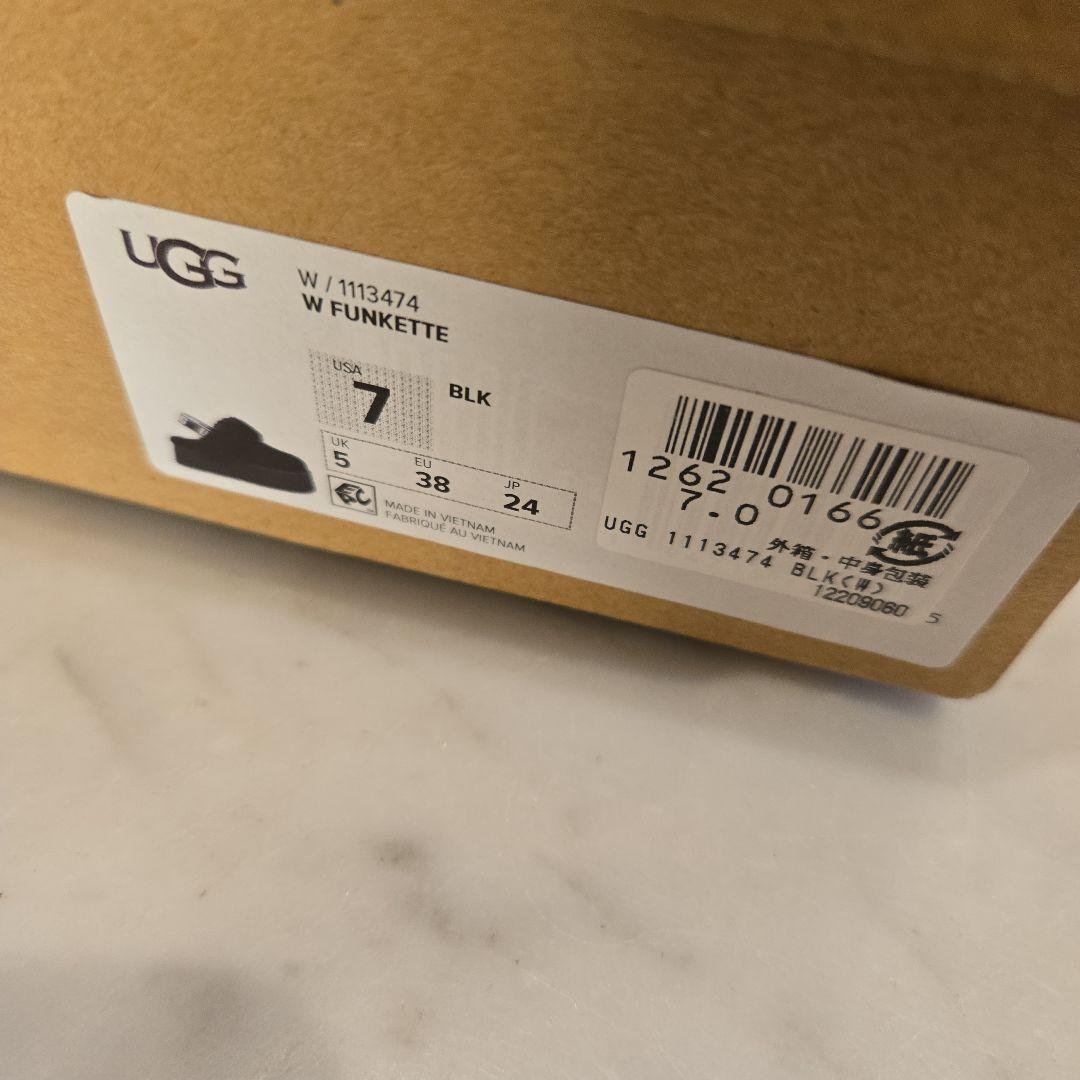 UGG
W / 1113474
W FUNKETTE
USA
7
BLK
UK
5
EU
38
JP
24
MADE IN VIETNAM
FABRIQUÉ AU VIETNAM
1262 0166
7-0
紙
外箱・中身包装
UGG 1113474 BLK(W)
12209060 5